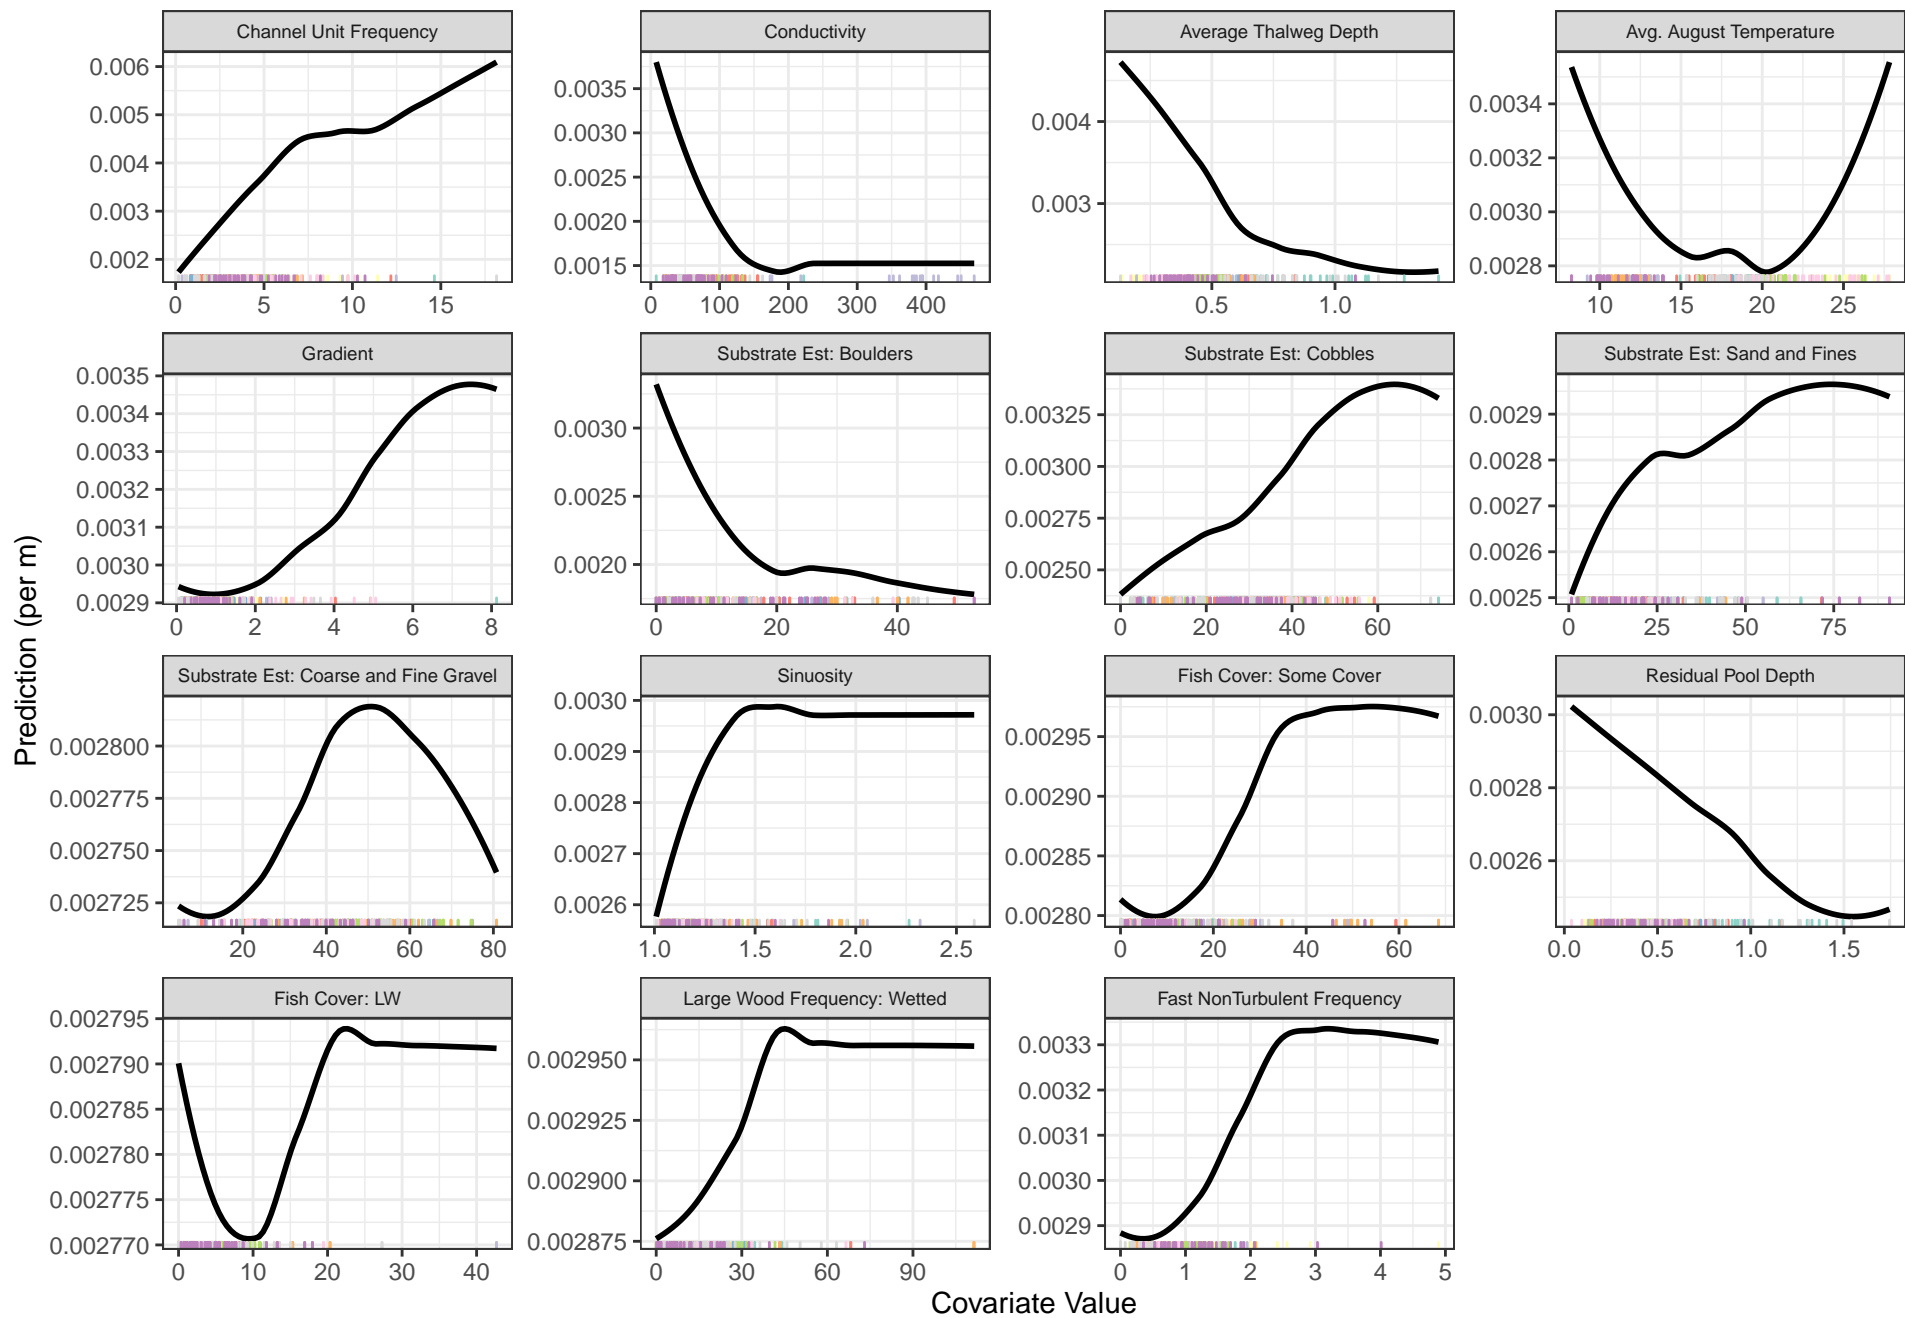 Channel Unit Frequency
Conductivity
Average Thalweg Depth
Avg. August Temperature
0.006
0.005
0.004
0.003
0.002
0 5 10 15
0.0035
0.0030
0.0025
0.0020
0.0015
0 100 200 300 400
0.004
0.003
0.5 1.0
0.0034
0.0032
0.0030
0.0028
10 15 20 25
Gradient
Substrate Est: Boulders
Substrate Est: Cobbles
Substrate Est: Sand and Fines
0.0035
0.0034
0.0033
0.0032
0.0031
0.0030
0.0029
0 2 4 6 8
0.0030
0.0025
0.0020
0 20 40
0.00325
0.00300
0.00275
0.00250
0 20 40 60
0.0029
0.0028
0.0027
0.0026
0.0025
0 25 50 75
Prediction (per m)
Substrate Est: Coarse and Fine Gravel
Sinuosity
Fish Cover: Some Cover
Residual Pool Depth
0.002800
0.002775
0.002750
0.002725
20 40 60 80
0.0030
0.0029
0.0028
0.0027
0.0026
1.0 1.5 2.0 2.5
0.00295
0.00290
0.00285
0.00280
0 20 40 60
0.0030
0.0028
0.0026
0.0 0.5 1.0 1.5
Fish Cover: LW
Large Wood Frequency: Wetted
Fast NonTurbulent Frequency
0.002795
0.002790
0.002785
0.002780
0.002775
0.002770
0 10 20 30 40
0.002950
0.002925
0.002900
0.002875
0 30 60 90
0.0033
0.0032
0.0031
0.0030
0.0029
0 1 2 3 4 5
Covariate Value